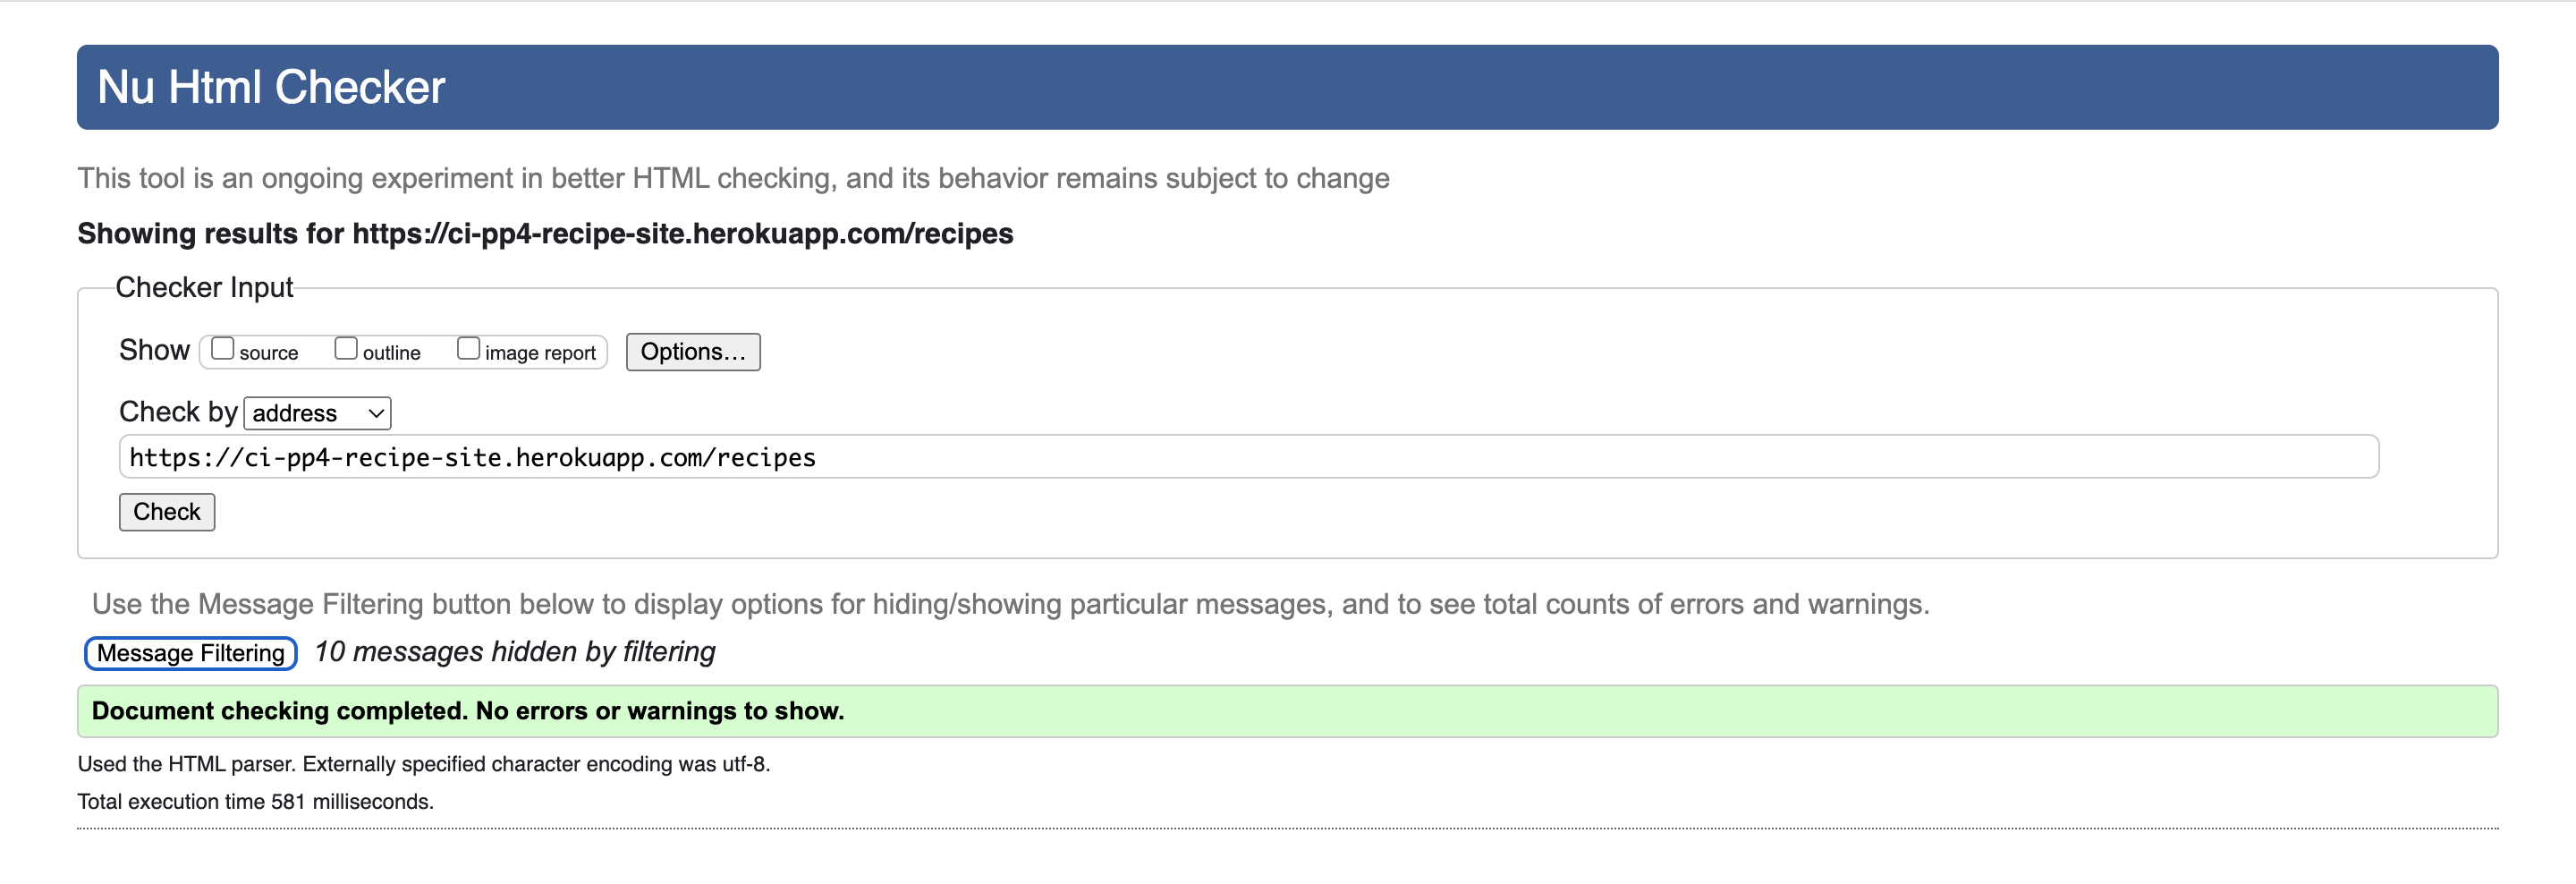 Nu Html Checker
This tool is an ongoing experiment in better HTML checking, and its behavior remains subject to change
Showing results for https://ci-pp4-recipe-site.herokuapp.com/recipes
Checker Input
Show source outline image report Options...
Check by address
https://ci-pp4-recipe-site.herokuapp.com/recipes
Check
Use the Message Filtering button below to display options for hiding/showing particular messages, and to see total counts of errors and warnings.
Message Filtering 10 messages hidden by filtering
Document checking completed. No errors or warnings to show.
Used the HTML parser. Externally specified character encoding was utf-8.
Total execution time 581 milliseconds.